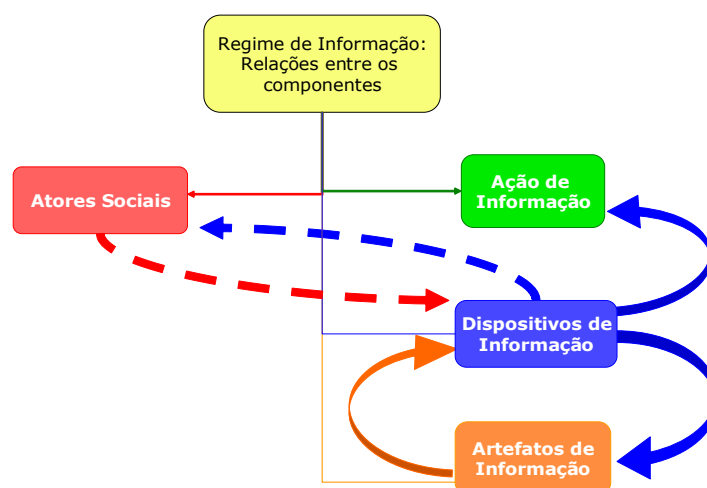 Regime de Informação:
Relações entre os
componentes
Atores Sociais
Ação de
Informação
Dispositivos de
Informação
Artefatos de
Informação